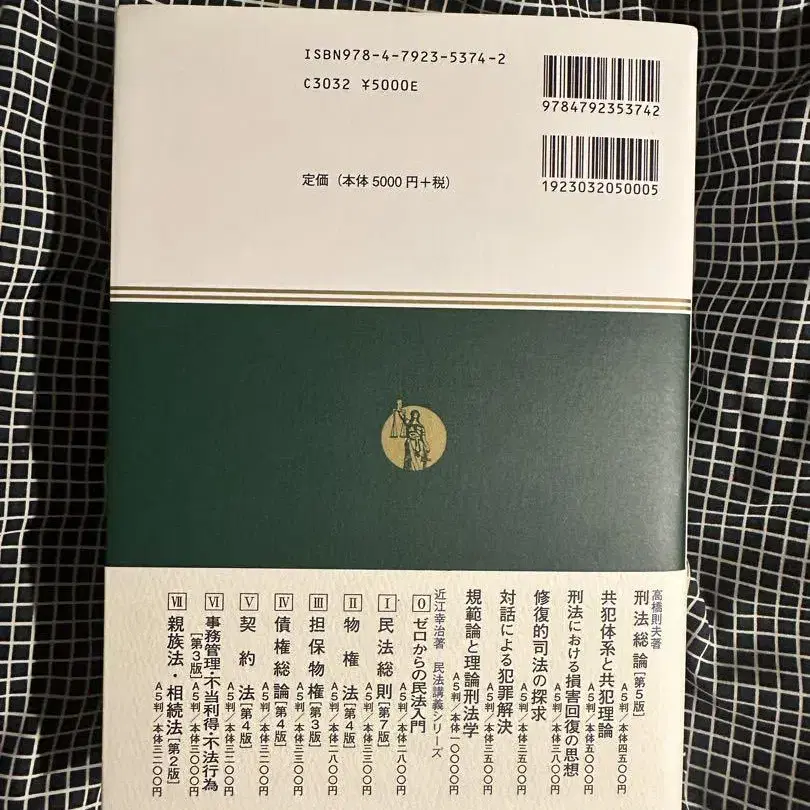 ISBN978-4-7923-5374-2
C3032 ¥5000E
定価(本体5000円+税)
9784792353742
1923032050005
高橋則夫著
刑法総論〔第5版〕 A5判/本体四五〇〇円
共犯体系と共犯理論 A5判/本体五〇〇〇円
刑法における損害回復の思想 A5判/本体三八〇〇円
修復的司法の探求 A5判/本体三五〇〇円
対話による犯罪解決 A5判/本体三五〇〇円
規範論と理論刑法学 A5判/本体一〇〇〇〇円
近江幸治著 民法講義シリーズ
0 ゼロからの民法入門 A5判/本体二八〇〇円
Ⅰ 民法総則〔第7版〕 A5判/本体三三〇〇円
Ⅱ 物権法〔第4版〕 A5判/本体二八〇〇円
Ⅲ 担保物権〔第3版〕 A5判/本体三三〇〇円
Ⅳ 債権総論〔第4版〕 A5判/本体三二〇〇円
Ⅴ 契約法〔第4版〕 A5判/本体三二〇〇円
Ⅵ 事務管理・不当利得・不法行為〔第3版〕 A5判/本体三〇〇〇円
Ⅶ 親族法・相続法〔第2版〕 A5判/本体三二〇〇円